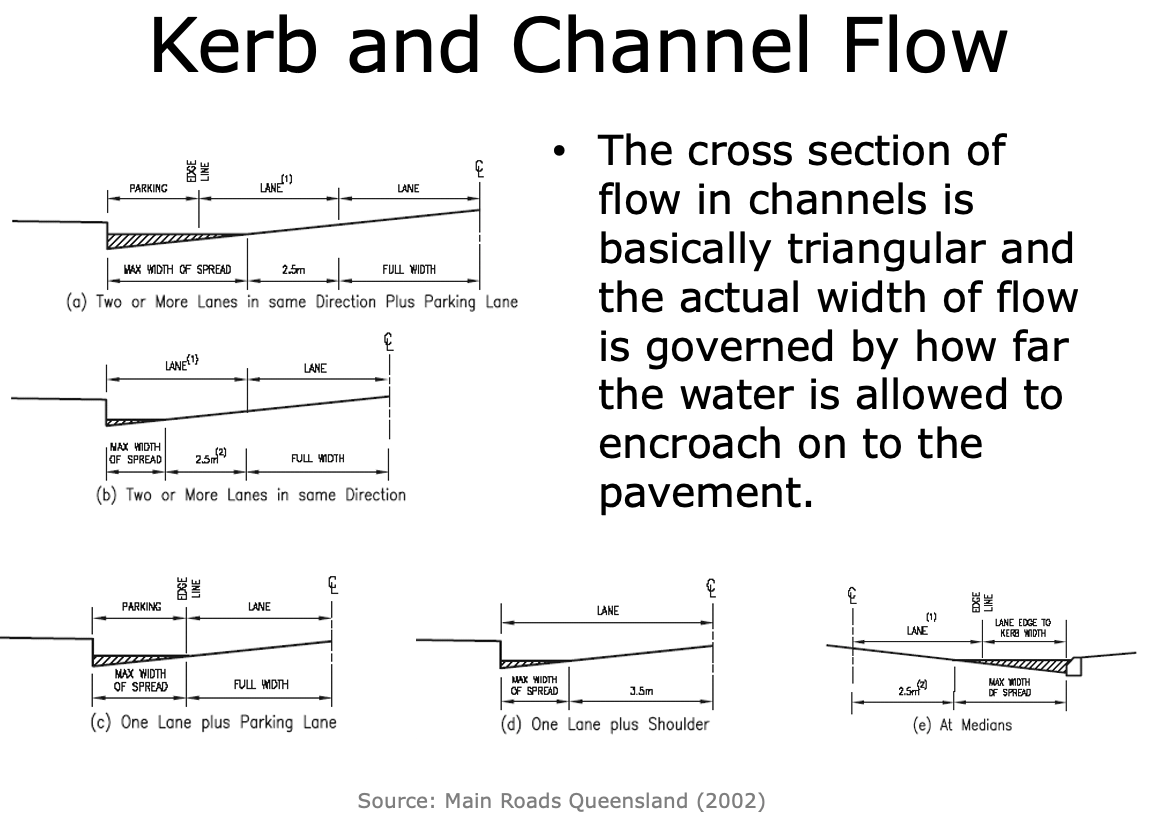 Kerb and Channel Flow
• The cross section of
flow in channels is
basically triangular and
the actual width of flow
is governed by how far
the water is allowed to
encroach on to the
pavement.
PARKING
EDGE
LINE
LANE(1)
LANE
℄
MAX WIDTH OF SPREAD
2.5m
FULL WIDTH
(a) Two or More Lanes in same Direction Plus Parking Lane
LANE(1)
LANE
℄
MAX WIDTH
OF SPREAD
2.5m(2)
FULL WIDTH
(b) Two or More Lanes in same Direction
PARKING
EDGE
LINE
LANE
℄
MAX WIDTH
OF SPREAD
FULL WIDTH
(c) One Lane plus Parking Lane
LANE
℄
MAX WIDTH
OF SPREAD
3.5m
(d) One Lane plus Shoulder
℄
LANE(1)
EDGE
LINE
LANE EDGE TO
KERB WIDTH
2.5m(2)
MAX WIDTH
OF SPREAD
(e) At Medians
Source: Main Roads Queensland (2002)